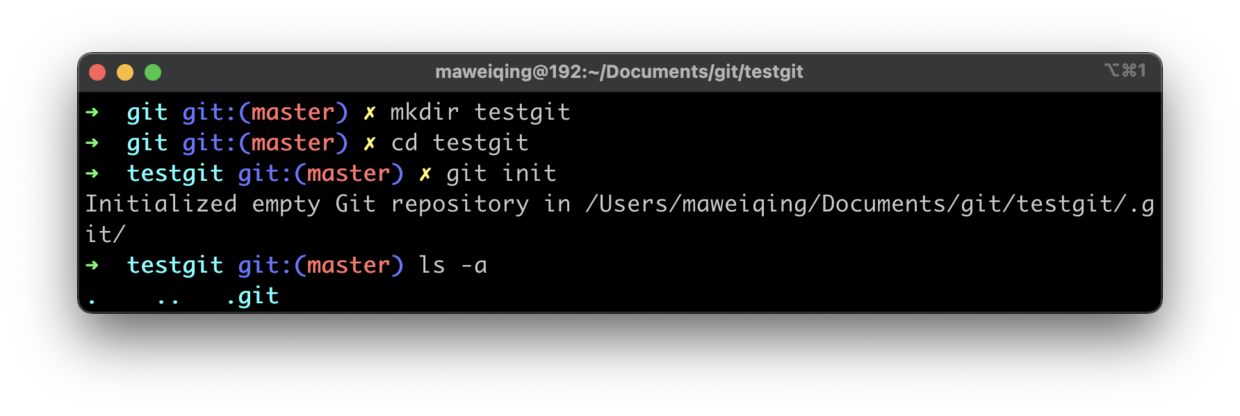 maweiqing@192:~/Documents/git/testgit ⌥⌘1
➜ git git:(master) ✗ mkdir testgit
➜ git git:(master) ✗ cd testgit
➜ testgit git:(master) ✗ git init
Initialized empty Git repository in /Users/maweiqing/Documents/git/testgit/.g
it/
➜ testgit git:(master) ls -a
. .. .git